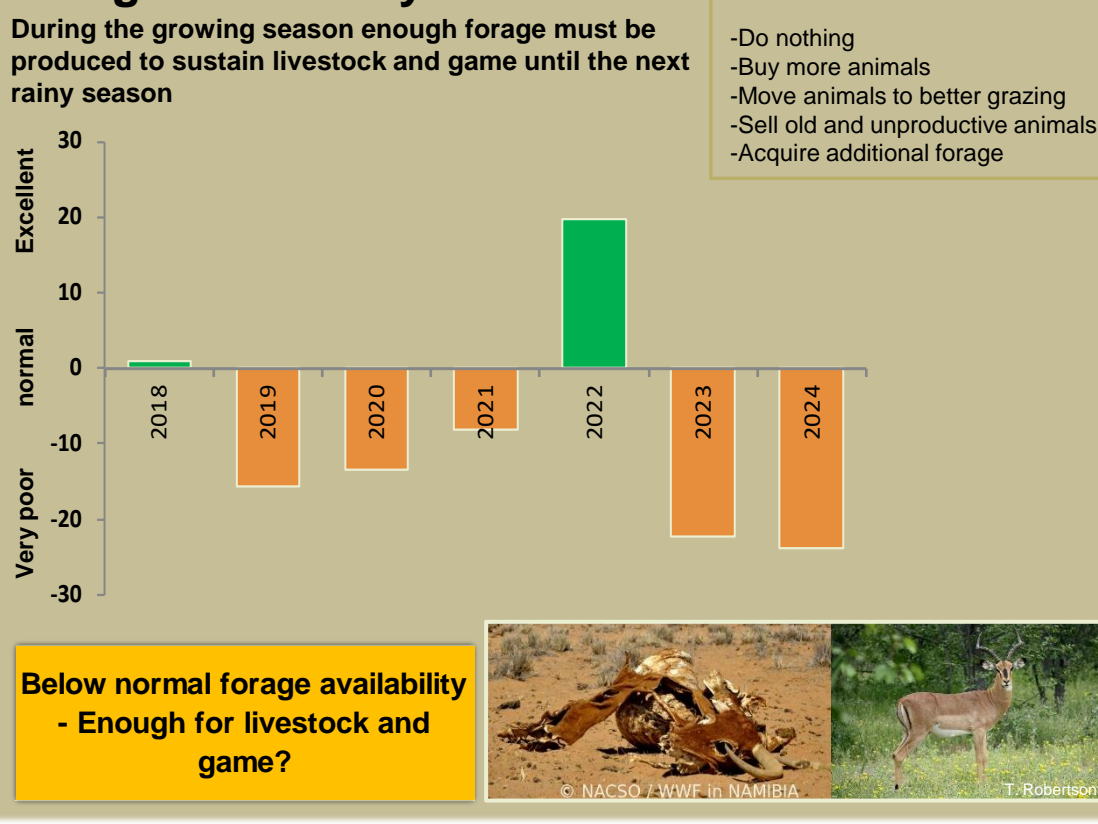 During the growing season enough forage must be
produced to sustain livestock and game until the next
rainy season
-Do nothing
-Buy more animals
-Move animals to better grazing
-Sell old and unproductive animals
-Acquire additional forage
Excellent
normal
Very poor
30
20
10
0
-10
-20
-30
2018
2019
2020
2021
2022
2023
2024
Below normal forage availability
- Enough for livestock and
game?
© NACSO / WWF in NAMIBIA
T. Robertson